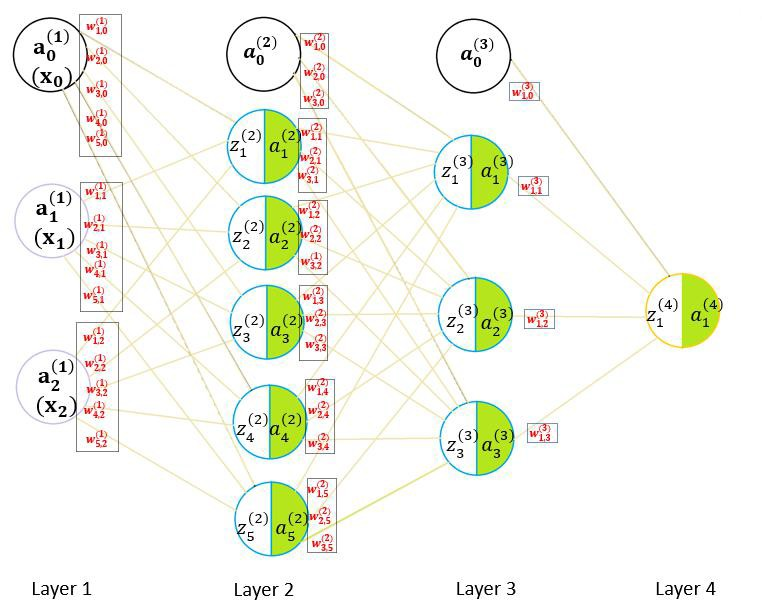 a₀⁽¹⁾
(x₀)
w₁,₀⁽¹⁾
w₂,₀⁽¹⁾
w₃,₀⁽¹⁾
w₄,₀⁽¹⁾
w₅,₀⁽¹⁾
a₁⁽¹⁾
(x₁)
w₁,₁⁽¹⁾
w₂,₁⁽¹⁾
w₃,₁⁽¹⁾
w₄,₁⁽¹⁾
w₅,₁⁽¹⁾
a₂⁽¹⁾
(x₂)
w₁,₂⁽¹⁾
w₂,₂⁽¹⁾
w₃,₂⁽¹⁾
w₄,₂⁽¹⁾
w₅,₂⁽¹⁾
a₀⁽²⁾
w₁,₀⁽²⁾
w₂,₀⁽²⁾
w₃,₀⁽²⁾
z₁⁽²⁾ a₁⁽²⁾
w₁,₁⁽²⁾
w₂,₁⁽²⁾
w₃,₁⁽²⁾
z₂⁽²⁾ a₂⁽²⁾
w₁,₂⁽²⁾
w₂,₂⁽²⁾
w₃,₂⁽¹⁾
z₃⁽²⁾ a₃⁽²⁾
w₁,₃⁽²⁾
w₂,₃⁽²⁾
w₃,₃⁽²⁾
z₄⁽²⁾ a₄⁽²⁾
w₁,₄⁽²⁾
w₂,₄⁽²⁾
w₃,₄⁽²⁾
z₅⁽²⁾ a₅⁽²⁾
w₁,₅⁽²⁾
w₂,₅⁽²⁾
w₃,₅⁽²⁾
a₀⁽³⁾
w₁,₀⁽³⁾
z₁⁽³⁾ a₁⁽³⁾
w₁,₁⁽³⁾
z₂⁽³⁾ a₂⁽³⁾
w₁,₂⁽³⁾
z₃⁽³⁾ a₃⁽³⁾
w₁,₃⁽³⁾
z₁⁽⁴⁾ a₁⁽⁴⁾
Layer 1
Layer 2
Layer 3
Layer 4